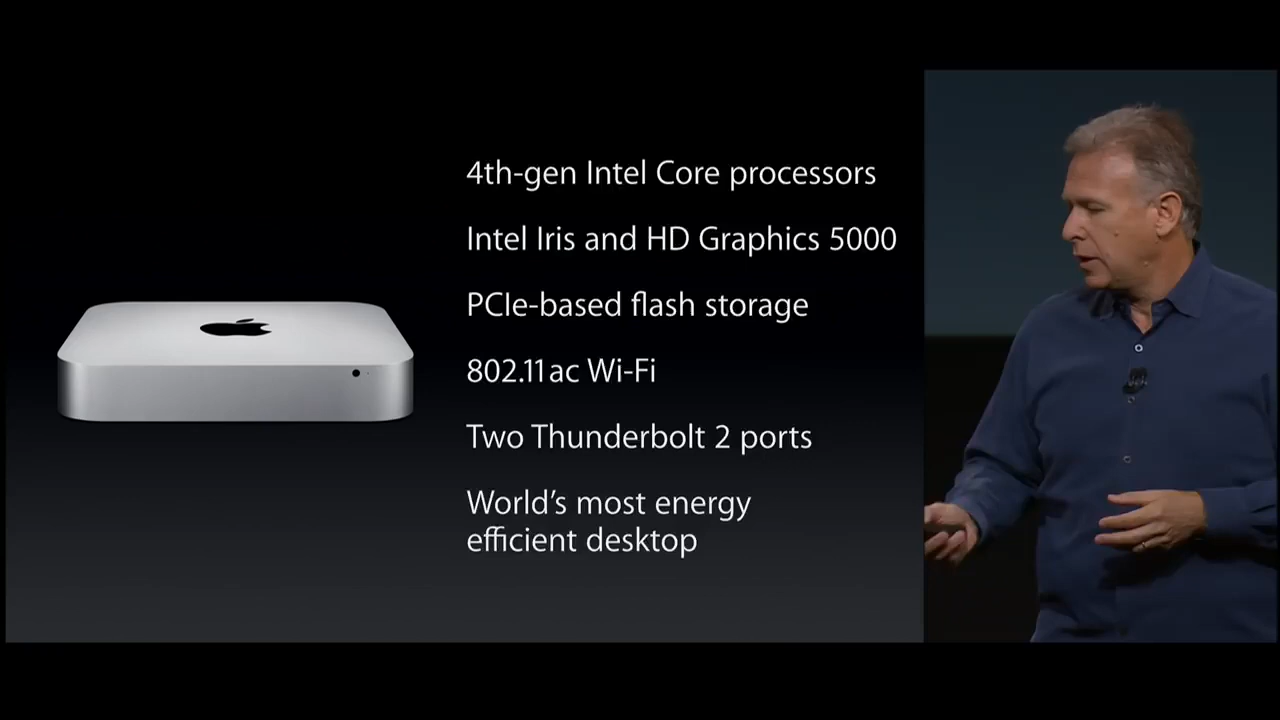 4th-gen Intel Core processors
Intel Iris and HD Graphics 5000
PCIe-based flash storage
802.11ac Wi-Fi
Two Thunderbolt 2 ports
World's most energy
efficient desktop